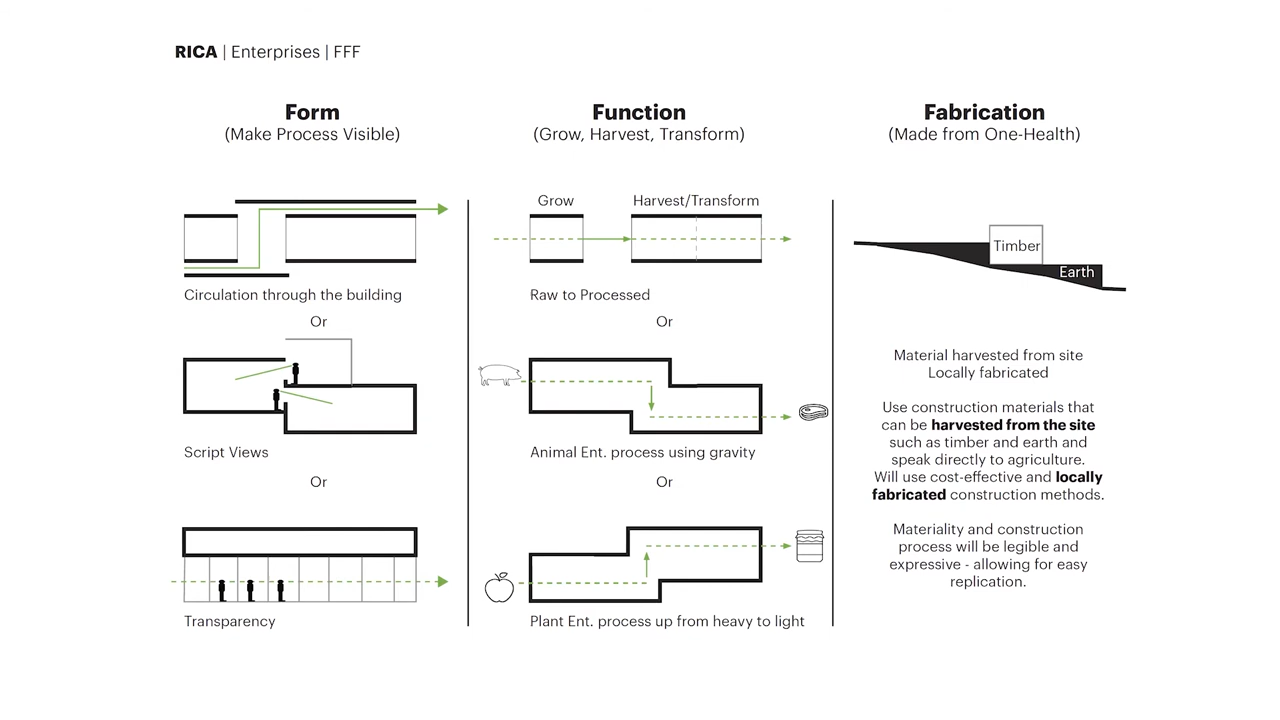 RICA | Enterprises | FFF
Form
(Make Process Visible)
Circulation through the building
Or
Script Views
Or
Transparency
Function
(Grow, Harvest, Transform)
Grow
Harvest/Transform
Raw to Processed
Or
Animal Ent. process using gravity
Or
Plant Ent. process up from heavy to light
Fabrication
(Made from One-Health)
Timber
Earth
Material harvested from site
Locally fabricated
Use construction materials that
can be harvested from the site
such as timber and earth and
speak directly to agriculture.
Will use cost-effective and locally
fabricated construction methods.
Materiality and construction
process will be legible and
expressive - allowing for easy
replication.